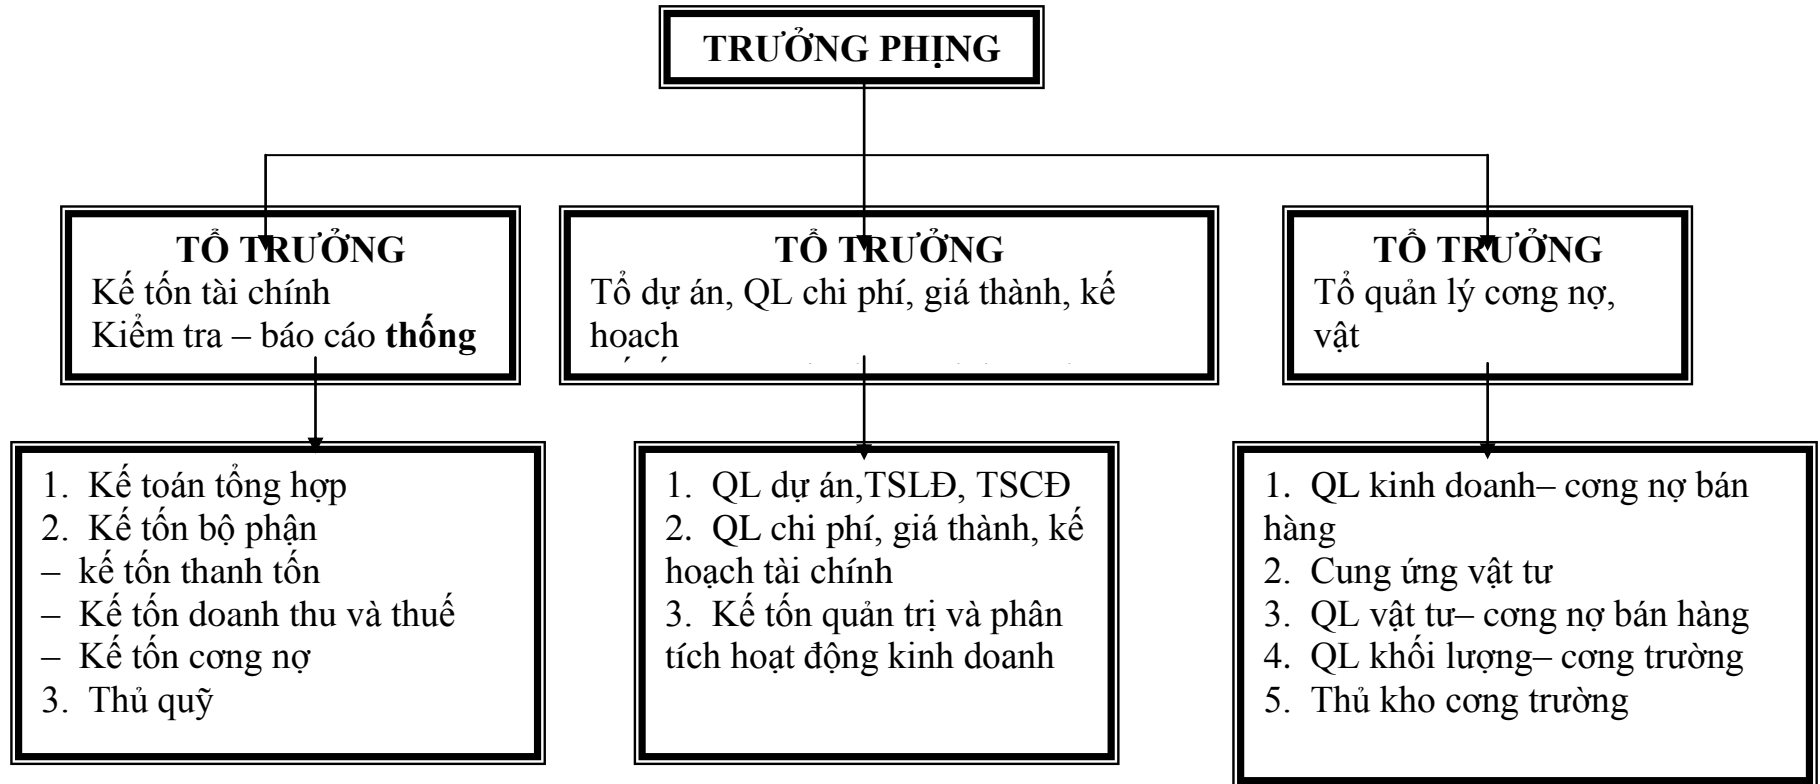 TRƯỞNG PHỊNG
TỔ TRƯỞNG
Kế tốn tài chính
Kiểm tra – báo cáo thống
TỔ TRƯỞNG
Tổ dự án, QL chi phí, giá thành, kế
hoạch
TỔ TRƯỞNG
Tổ quản lý cơng nợ,
vật
1. Kế toán tổng hợp
2. Kế tốn bộ phận
– kế tốn thanh tốn
– Kế tốn doanh thu và thuế
– Kế tốn cơng nợ
3. Thủ quỹ
1. QL dự án,TSLĐ, TSCĐ
2. QL chi phí, giá thành, kế
hoạch tài chính
3. Kế tốn quản trị và phân
tích hoạt động kinh doanh
1. QL kinh doanh– cơng nợ bán
hàng
2. Cung ứng vật tư
3. QL vật tư– cơng nợ bán hàng
4. QL khối lượng– cơng trường
5. Thủ kho cơng trường